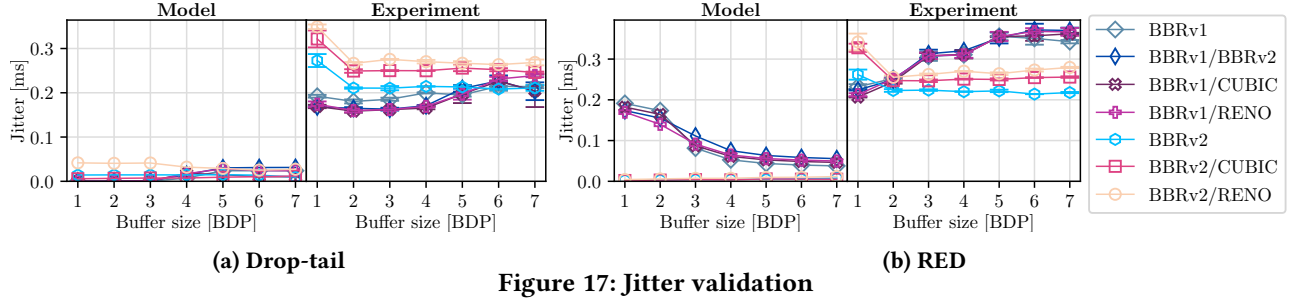 Model
Experiment
Jitter [ms]
0.3
0.2
0.1
0.0
1 2 3 4 5 6 7
1 2 3 4 5 6 7
Buffer size [BDP]
Buffer size [BDP]
(a) Drop-tail
Model
Experiment
Jitter [ms]
0.3
0.2
0.1
0.0
1 2 3 4 5 6 7
1 2 3 4 5 6 7
Buffer size [BDP]
Buffer size [BDP]
(b) RED
BBRv1
BBRv1/BBRv2
BBRv1/CUBIC
BBRv1/RENO
BBRv2
BBRv2/CUBIC
BBRv2/RENO
Figure 17: Jitter validation